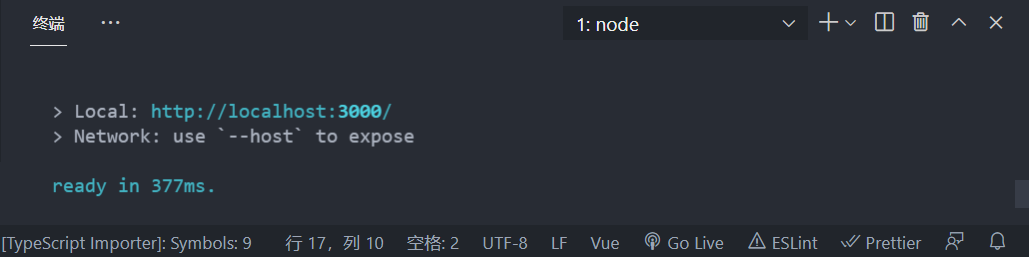 终端 ···
1: node
> Local: http://localhost:3000/
> Network: use `--host` to expose
ready in 377ms.
[TypeScript Importer]: Symbols: 9 行 17，列 10 空格: 2 UTF-8 LF Vue Go Live ESLint Prettier